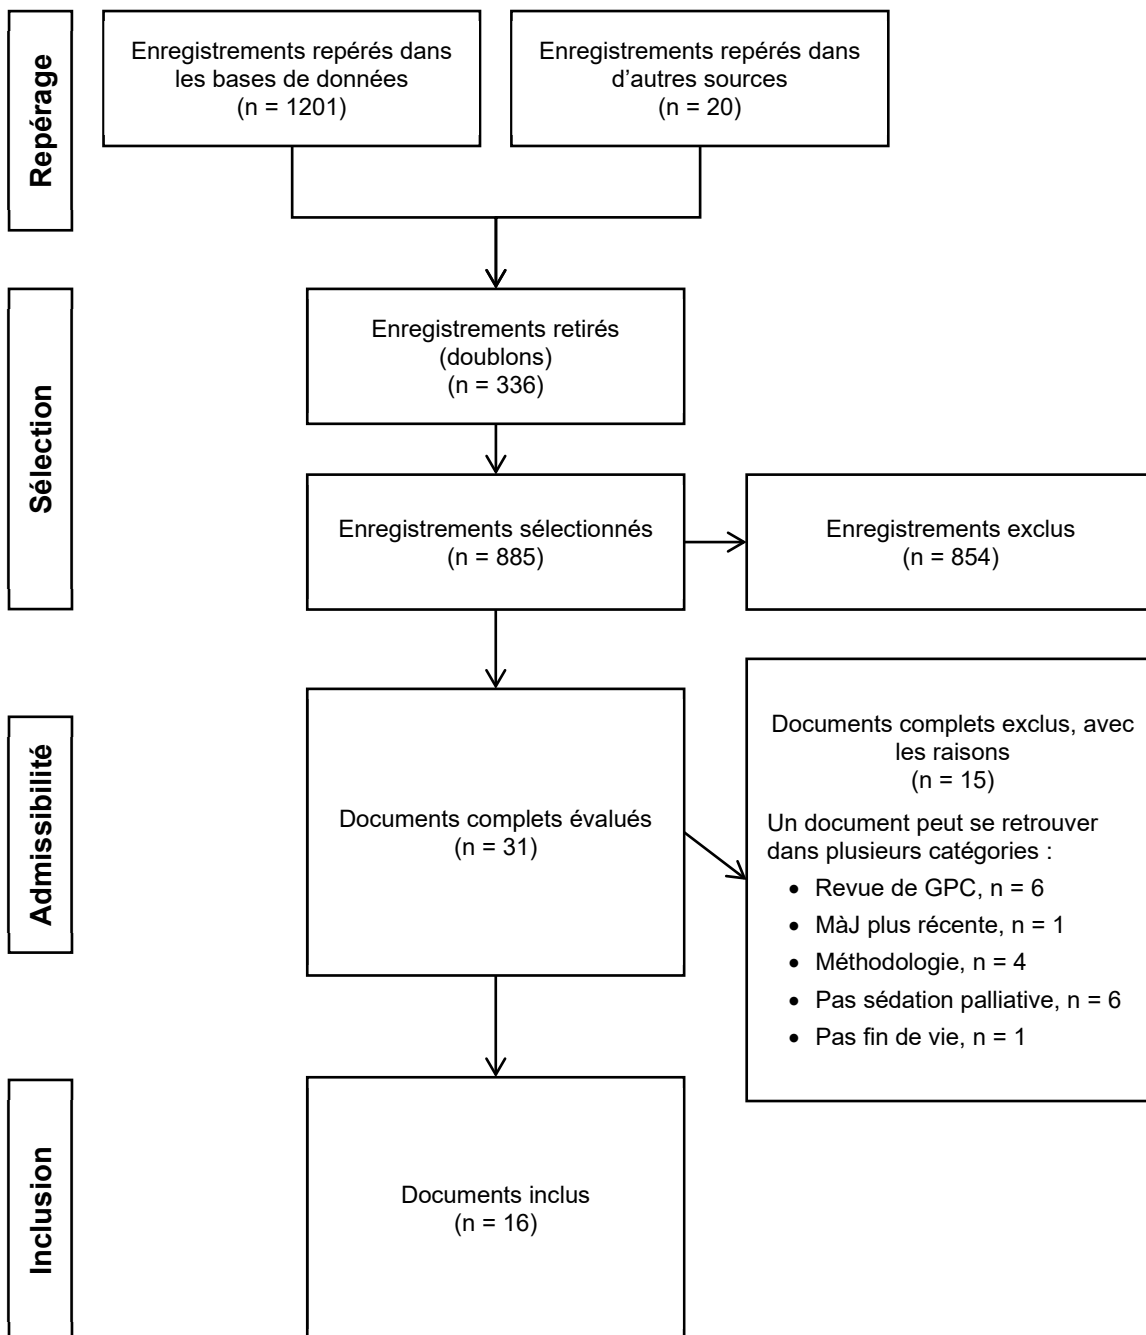 Repérage
Enregistrements repérés dans
les bases de données
(n = 1201)
Enregistrements repérés dans
d’autres sources
(n = 20)
Sélection
Enregistrements retirés
(doublons)
(n = 336)
Enregistrements sélectionnés
(n = 885)
Enregistrements exclus
(n = 854)
Admissibilité
Documents complets évalués
(n = 31)
Documents complets exclus, avec
les raisons
(n = 15)
Un document peut se retrouver
dans plusieurs catégories :
• Revue de GPC, n = 6
• MàJ plus récente, n = 1
• Méthodologie, n = 4
• Pas sédation palliative, n = 6
• Pas fin de vie, n = 1
Inclusion
Documents inclus
(n = 16)